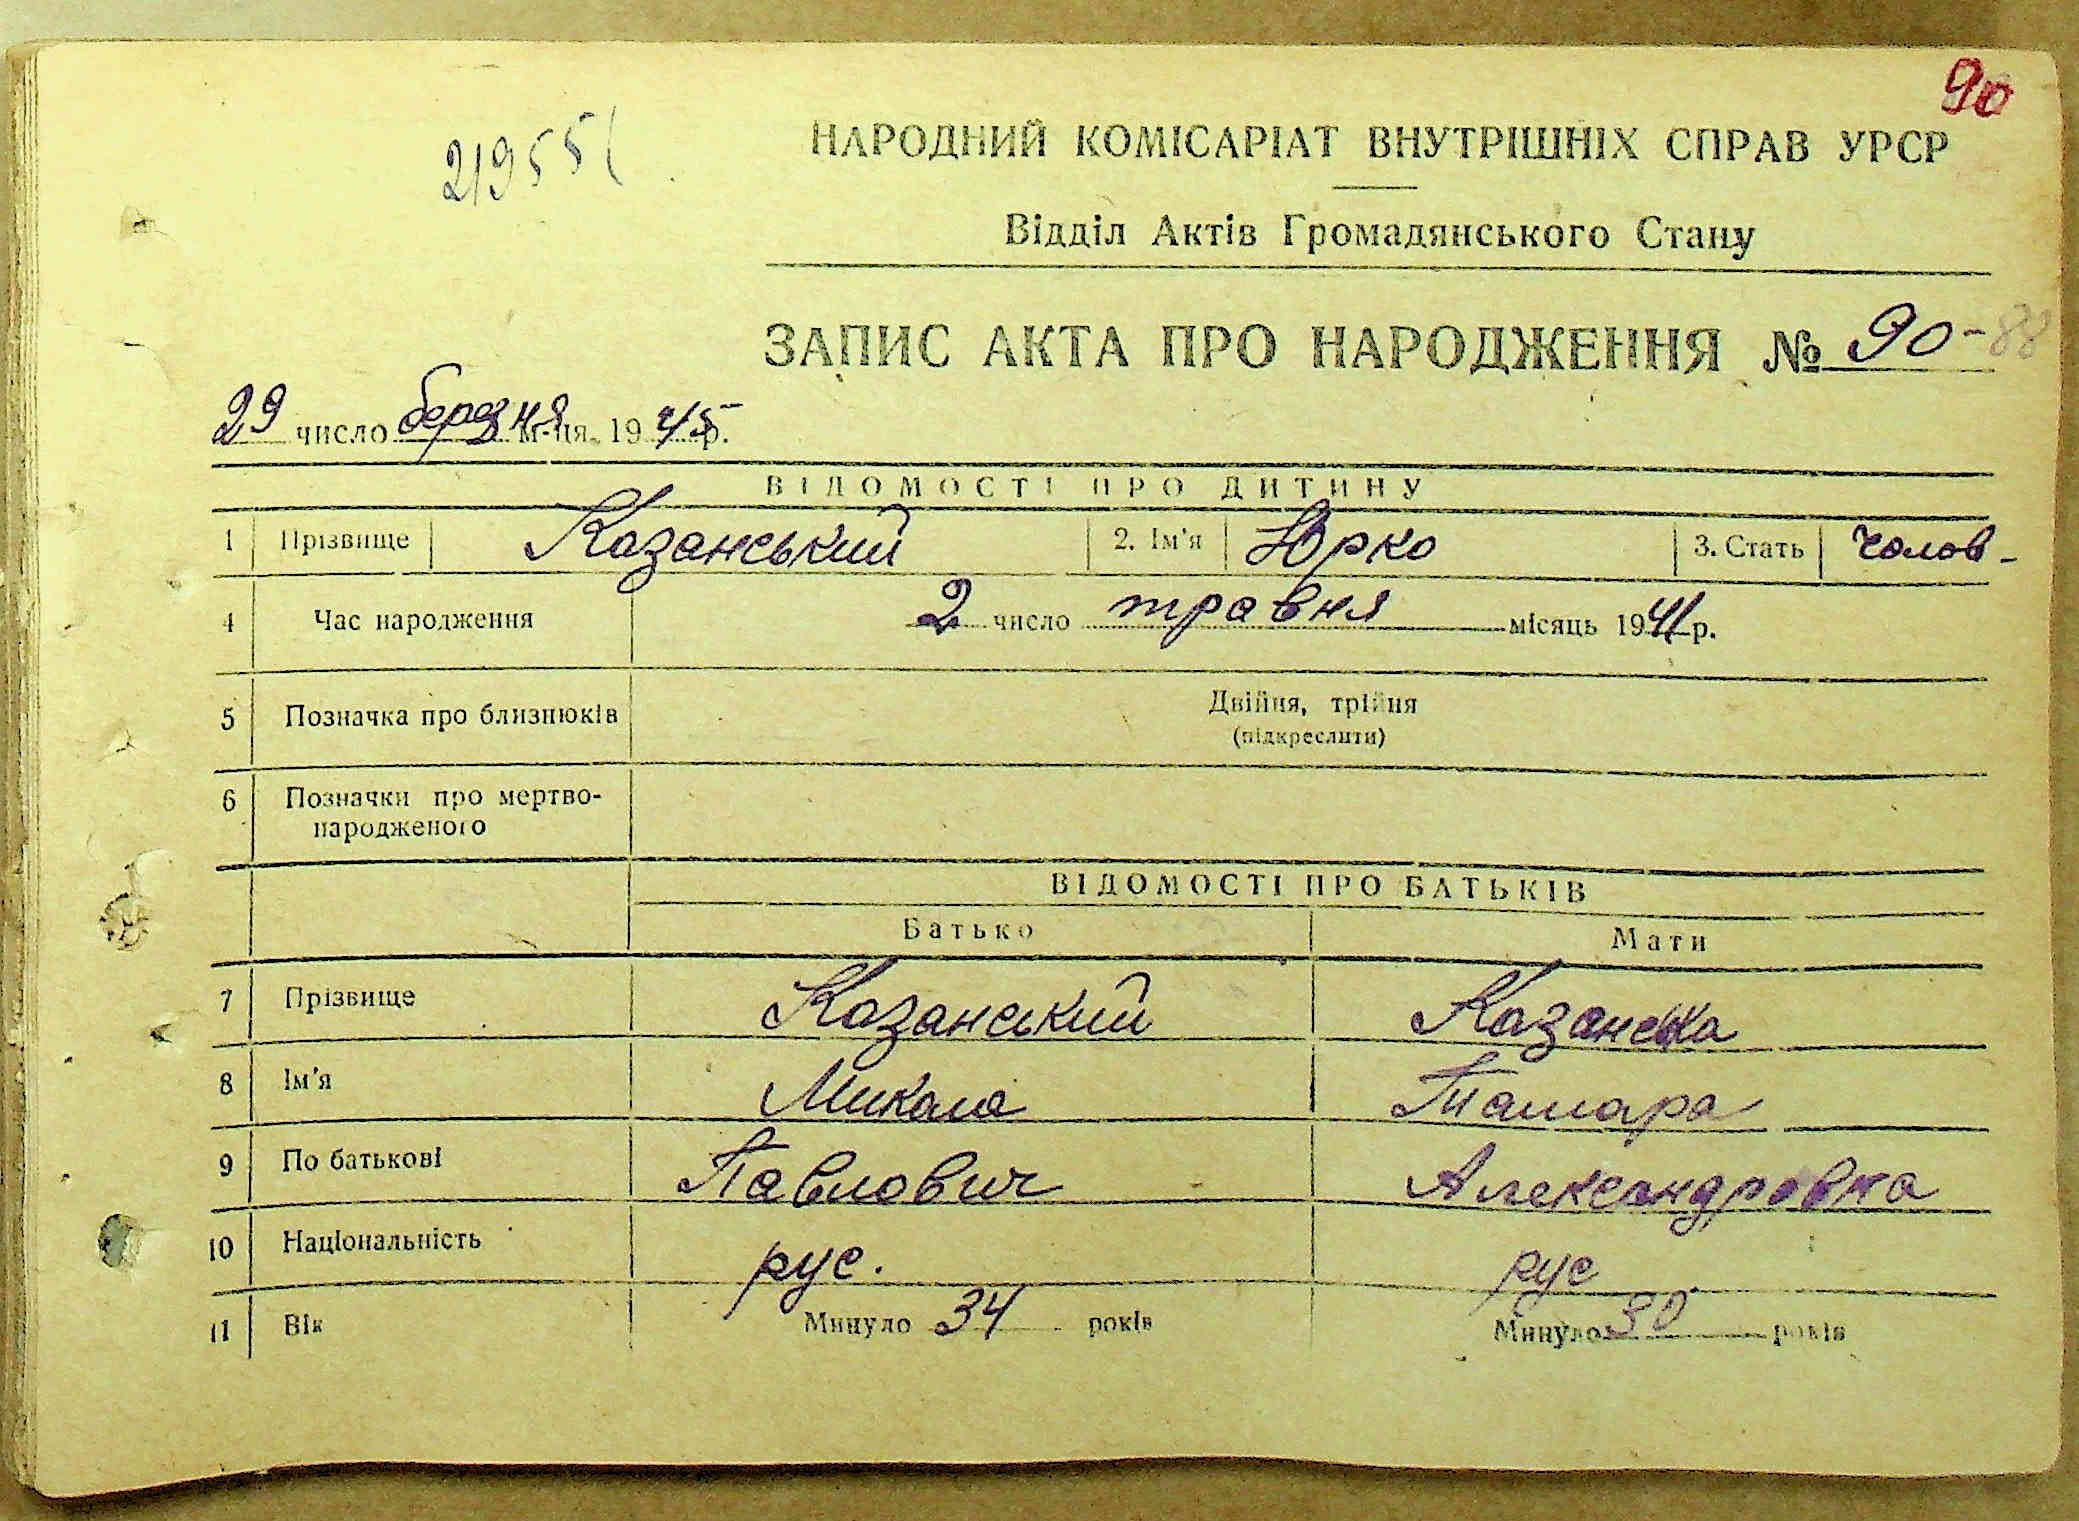 90
21955
НАРОДНИЙ КОМІСАРІАТ ВНУТРІШНІХ СПРАВ УРСР
Відділ Актів Громадянського Стану
ЗАПИС АКТА ПРО НАРОДЖЕННЯ № 90-88
29 число березня м-ця 1945 р.
ВІДОМОСТІ ПРО ДИТИНУ
1 Прізвище Казанський 2. Ім'я Юрко 3. Стать чолов-
4 Час народження 2 число травня місяць 1941 р.
5 Позначка про близнюків Двійня, трійня
(підкреслити)
6 Позначки про мертво-
народженого
ВІДОМОСТІ ПРО БАТЬКІВ
Батько Мати
7 Прізвище Казанський Казанська
8 Ім'я Микола Тамара
9 По батькові Павлович Александровна
10 Національність рус. рус
11 Вік Минуло 34 років Минуло 30 років